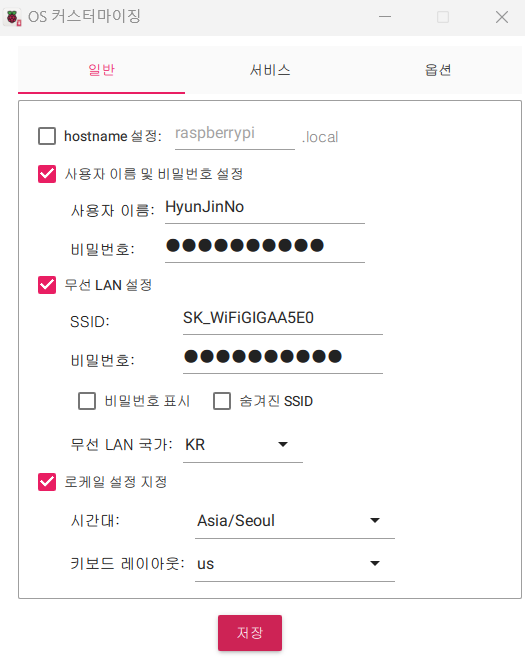 OS 커스터마이징
일반 서비스 옵션
hostname 설정: raspberrypi .local
사용자 이름 및 비밀번호 설정
사용자 이름: HyunJinNo
비밀번호: ●●●●●●●●●●
무선 LAN 설정
SSID: SK_WiFiGIGAA5E0
비밀번호: ●●●●●●●●●●
비밀번호 표시 숨겨진 SSID
무선 LAN 국가: KR
로케일 설정 지정
시간대: Asia/Seoul
키보드 레이아웃: us
저장